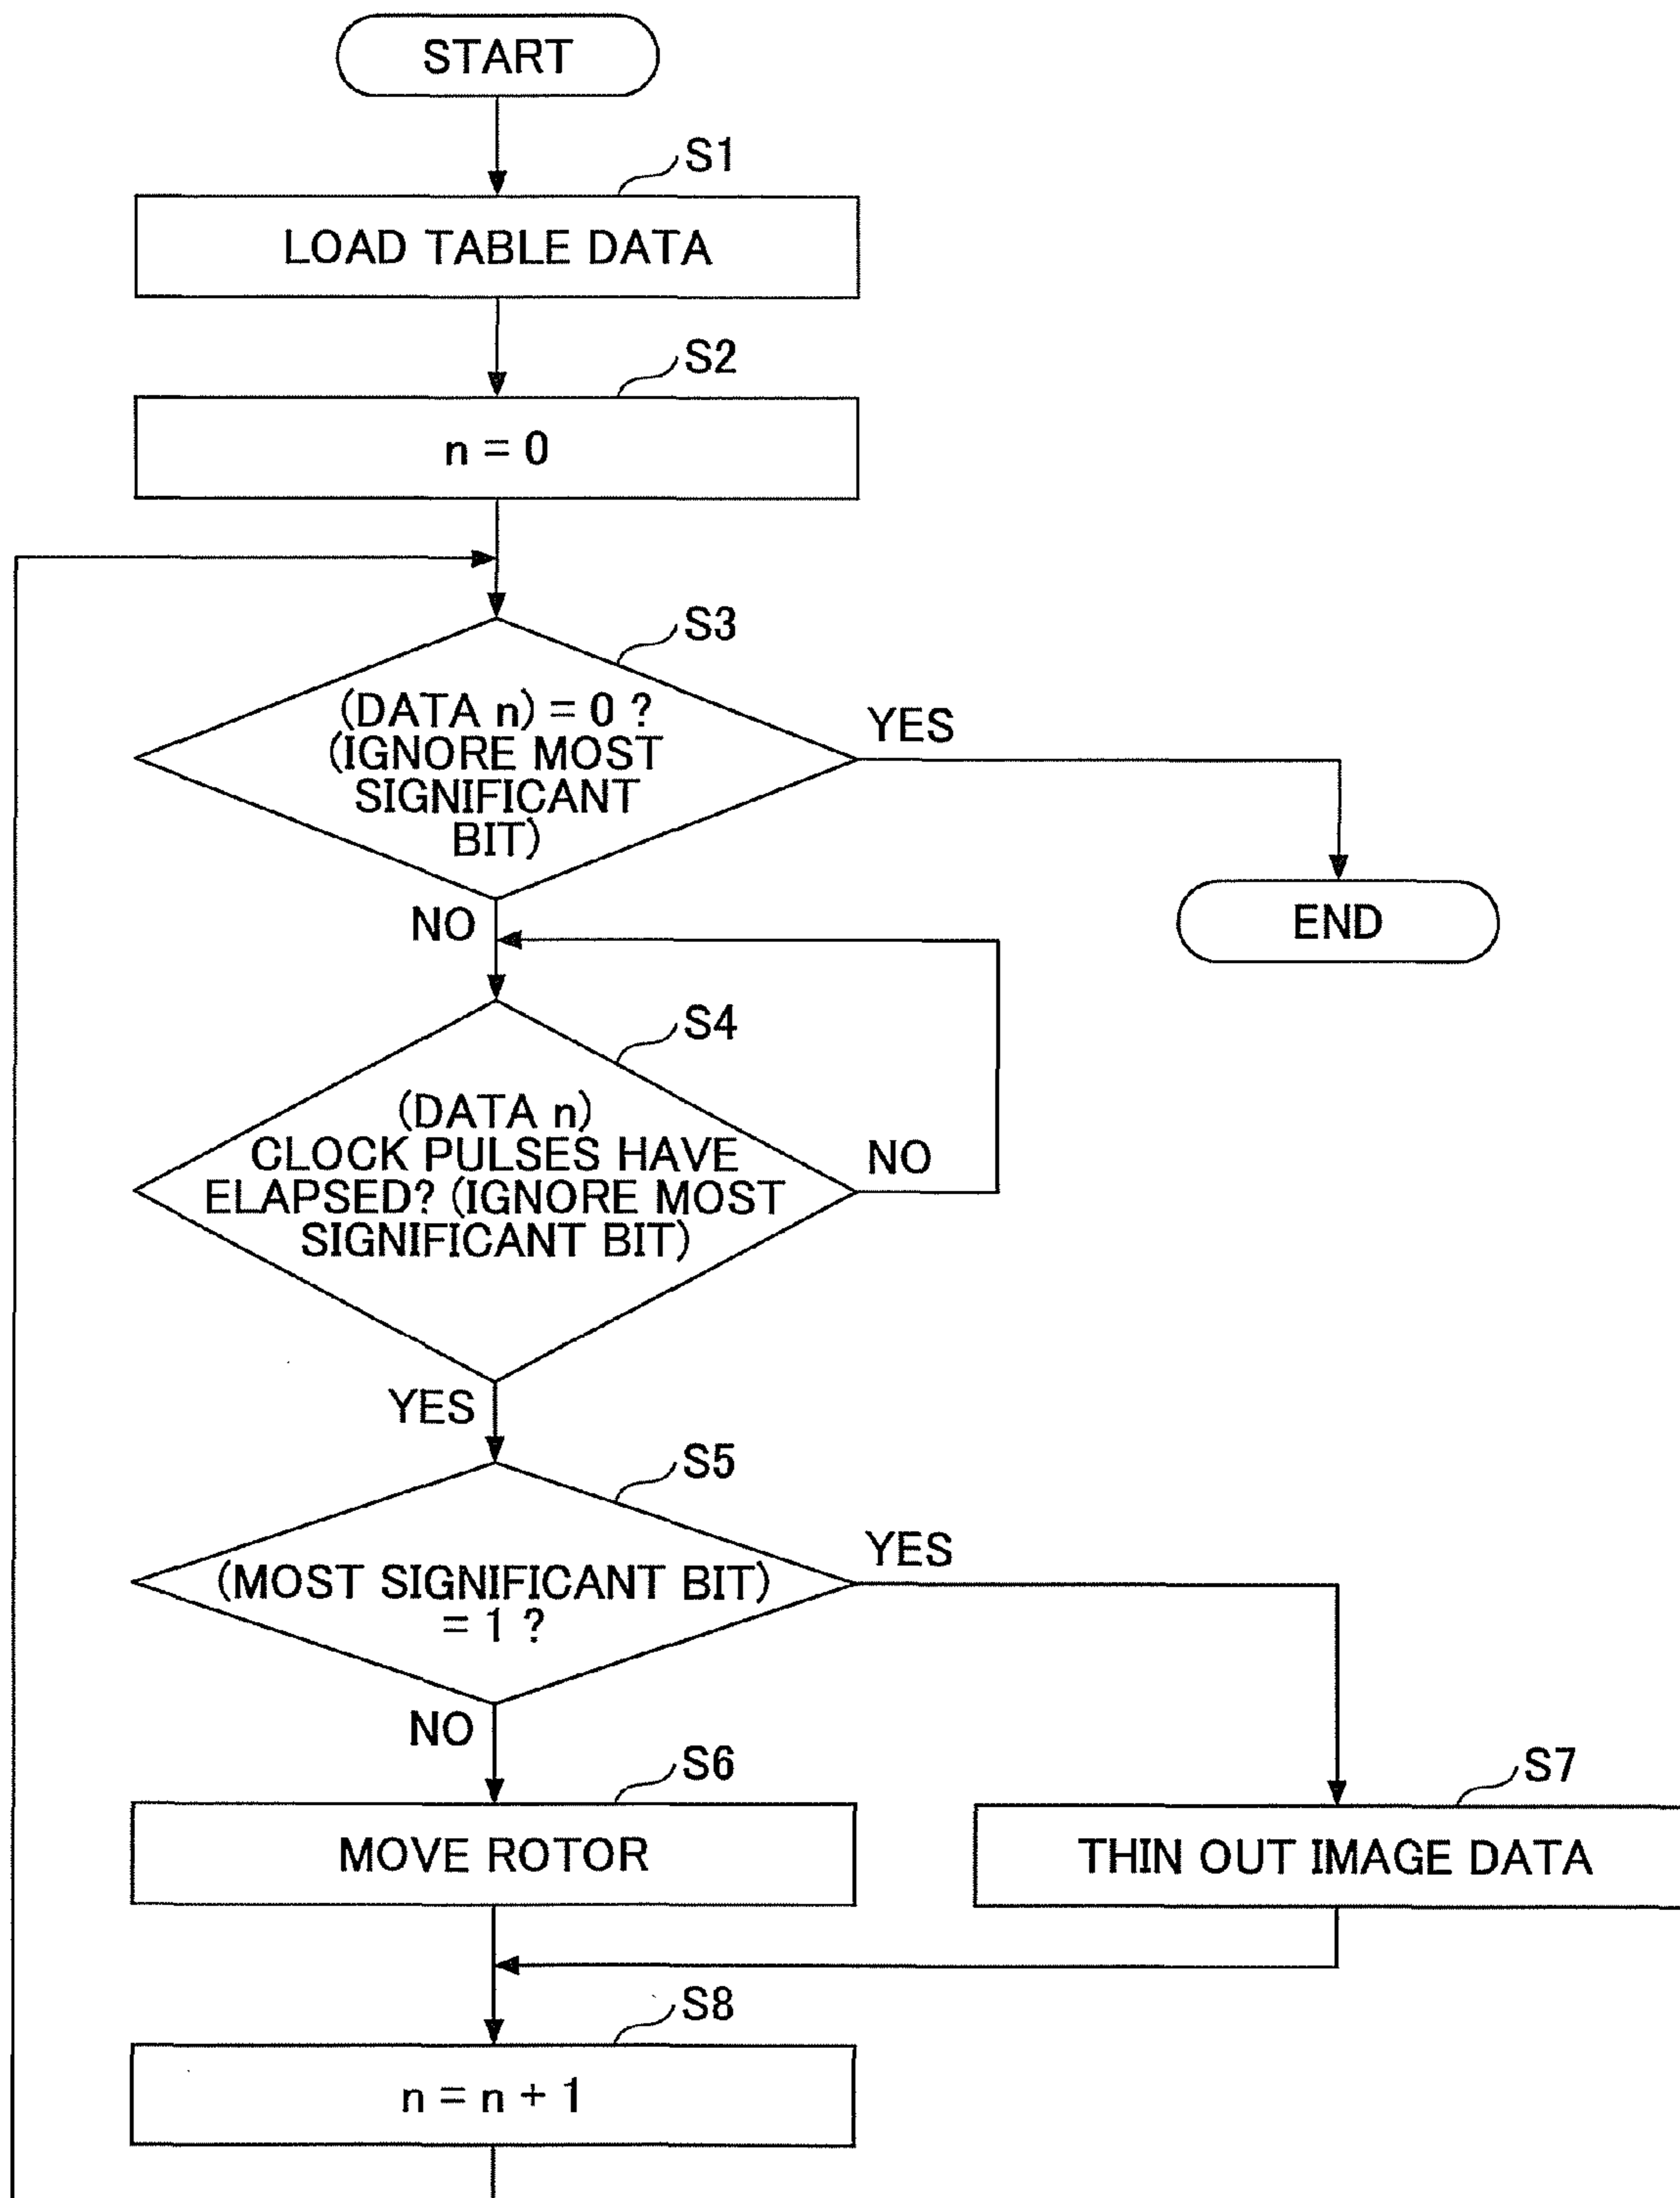 START
S1
LOAD TABLE DATA
S2
n = 0
S3
(DATA n) = 0 ?
(IGNORE MOST
SIGNIFICANT
BIT)
YES
END
NO
S4
(DATA n)
CLOCK PULSES HAVE
ELAPSED? (IGNORE MOST
SIGNIFICANT BIT)
NO
YES
S5
(MOST SIGNIFICANT BIT)
= 1 ?
YES
NO
S6
MOVE ROTOR
S7
THIN OUT IMAGE DATA
S8
n = n + 1